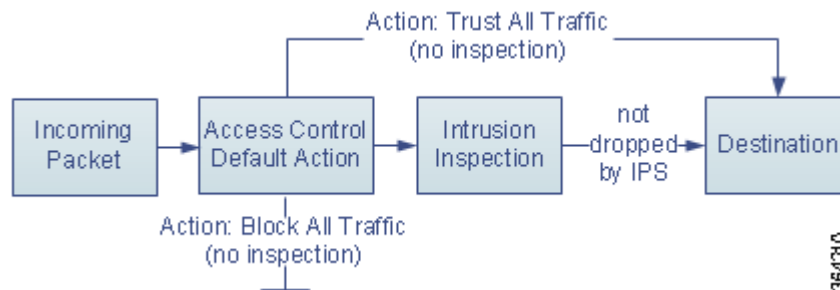 Action: Trust All Traffic
(no inspection)
Incoming
Packet
Access Control
Default Action
Intrusion
Inspection
not
dropped
by IPS
Destination
Action: Block All Traffic
(no inspection)